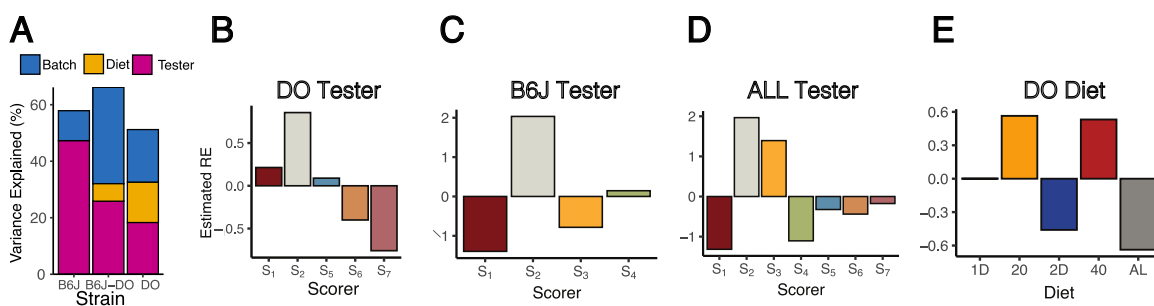 A
Batch Diet Tester
Variance Explained (%)
60
40
20
0
B6J B6J-DO DO
Strain
B
DO Tester
Estimated RE
0.5
0.0
−0.5
S1 S2 S5 S6 S7
Scorer
C
B6J Tester
2
1
0
1
S1 S2 S3 S4
Scorer
D
ALL Tester
2
1
0
−1
S1 S2 S3 S4 S5 S6 S7
Scorer
E
DO Diet
0.6
0.3
0.0
−0.3
−0.6
1D 20 2D 40 AL
Diet